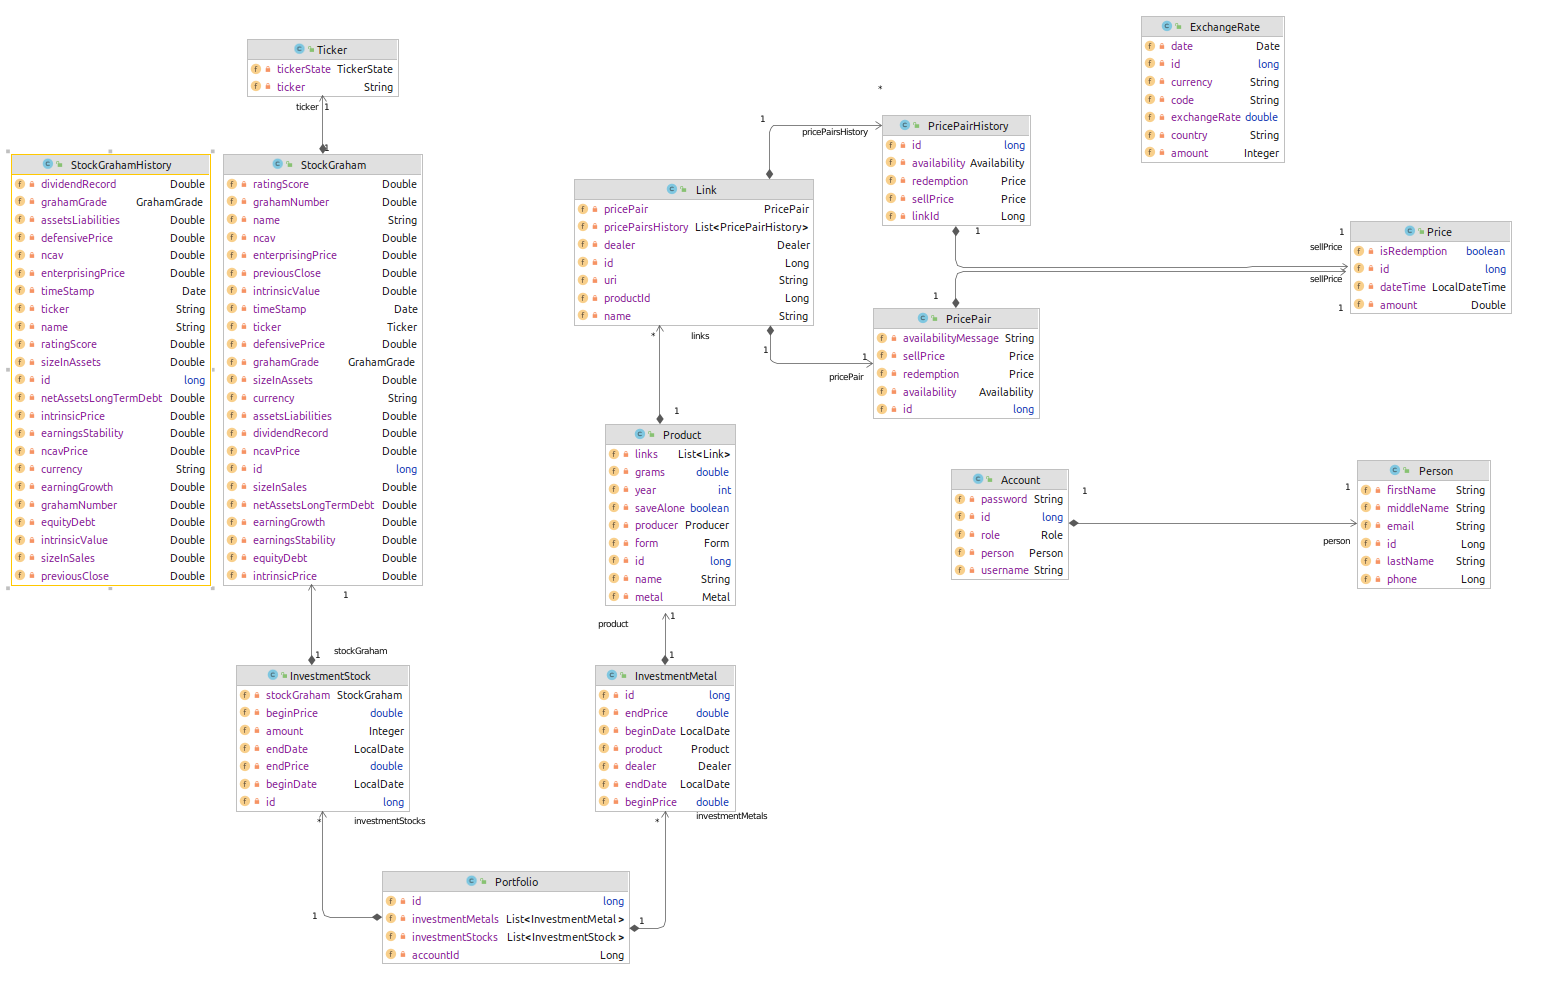 Ticker
tickerState TickerState
ticker String
ticker 1
1
StockGrahamHistory
dividendRecord Double
grahamGrade GrahamGrade
assetsLiabilities Double
defensivePrice Double
ncav Double
enterprisingPrice Double
timeStamp Date
ticker String
name String
ratingScore Double
sizeInAssets Double
id long
netAssetsLongTermDebt Double
intrinsicPrice Double
earningsStability Double
ncavPrice Double
currency String
earningGrowth Double
grahamNumber Double
equityDebt Double
intrinsicValue Double
sizeInSales Double
previousClose Double
StockGraham
ratingScore Double
grahamNumber Double
name String
ncav Double
enterprisingPrice Double
previousClose Double
intrinsicValue Double
timeStamp Date
ticker Ticker
defensivePrice Double
grahamGrade GrahamGrade
sizeInAssets Double
currency String
assetsLiabilities Double
dividendRecord Double
ncavPrice Double
id long
sizeInSales Double
netAssetsLongTermDebt Double
earningGrowth Double
earningsStability Double
equityDebt Double
intrinsicPrice Double
1
1 stockGraham
InvestmentStock
stockGraham StockGraham
beginPrice double
amount Integer
endDate LocalDate
endPrice double
beginDate LocalDate
id long
* investmentStocks
1
Portfolio
id long
investmentMetals List<InvestmentMetal>
investmentStocks List<InvestmentStock>
accountId Long
1
* investmentMetals
InvestmentMetal
id long
endPrice double
beginDate LocalDate
product Product
dealer Dealer
endDate LocalDate
beginPrice double
1
product 1
Product
links List<Link>
grams double
year int
saveAlone boolean
producer Producer
form Form
id long
name String
metal Metal
1
* links
Link
pricePair PricePair
pricePairsHistory List<PricePairHistory>
dealer Dealer
id Long
uri String
productId Long
name String
1
pricePairsHistory
*
1
1
pricePair
PricePairHistory
id long
availability Availability
redemption Price
sellPrice Price
linkId Long
1
1
PricePair
availabilityMessage String
sellPrice Price
redemption Price
availability Availability
id long
1
sellPrice
sellPrice
1
Price
isRedemption boolean
id long
dateTime LocalDateTime
amount Double
ExchangeRate
date Date
id long
currency String
code String
exchangeRate double
country String
amount Integer
Account
password String
id long
role Role
person Person
username String
1
1
person
Person
firstName String
middleName String
email String
id Long
lastName String
phone Long